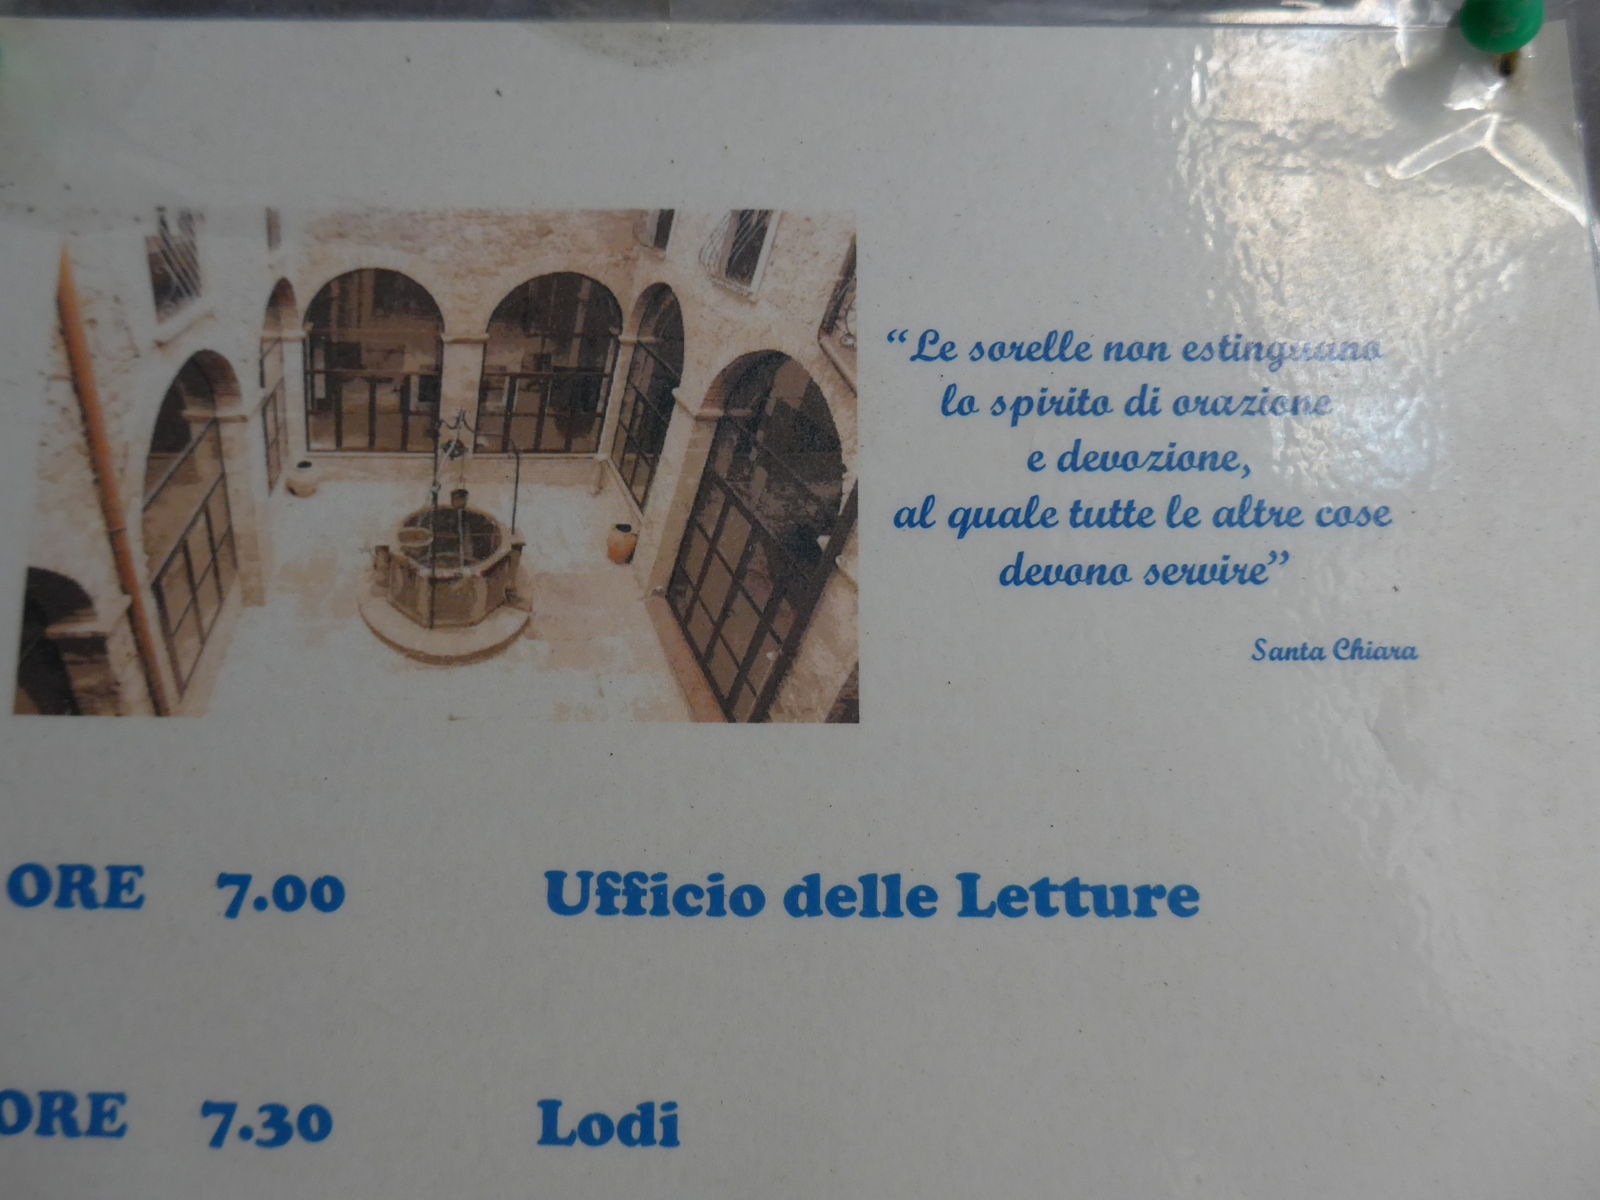 “Le sorelle non estinguano
lo spirito di orazione
e devozione,
al quale tutte le altre cose
devono servire”
Santa Chiara
ORE 7.00 Ufficio delle Letture
ORE 7.30 Lodi